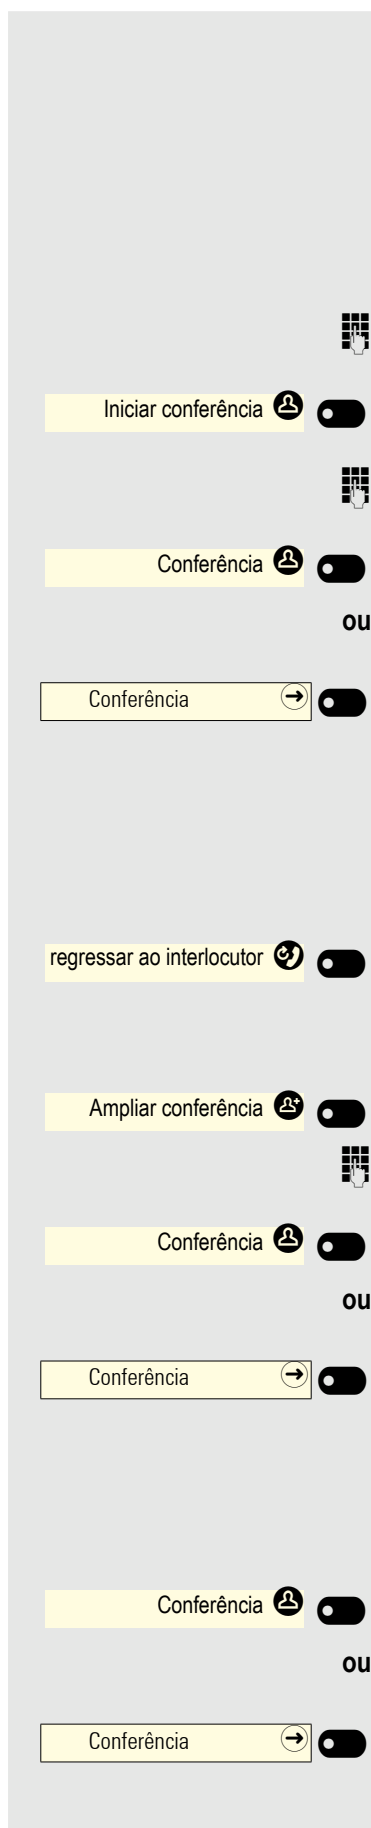 Iniciar conferência
Conferência
ou
Conferência
regressar ao interlocutor
Ampliar conferência
Conferência
ou
Conferência
Conferência
ou
Conferência